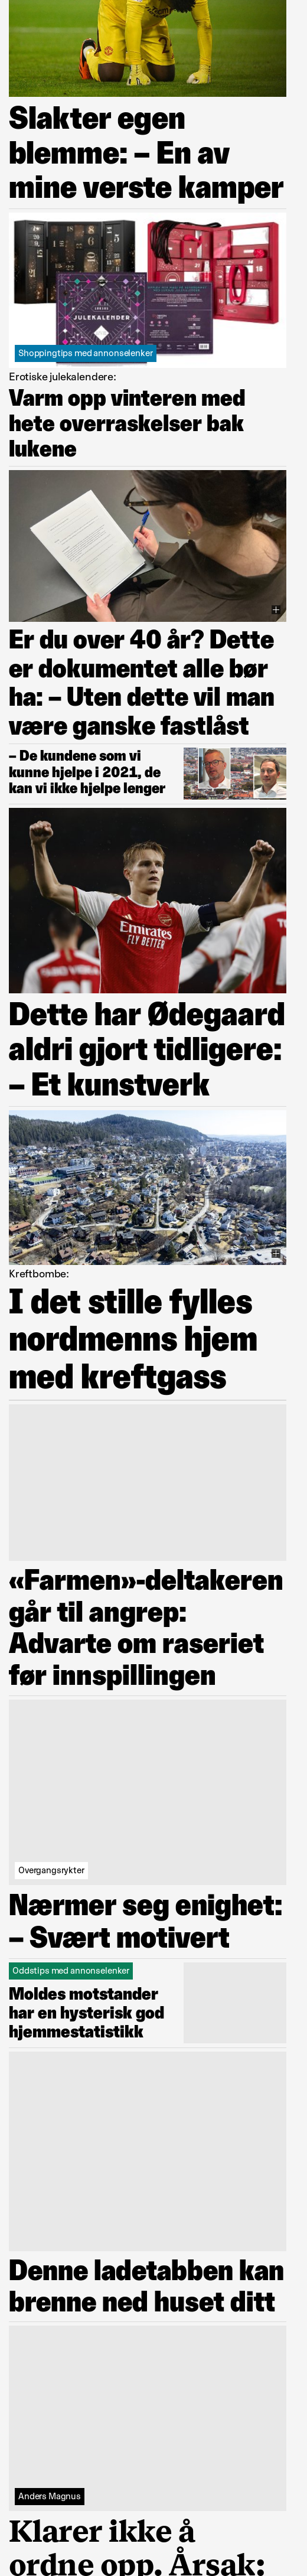 Slakter egen
blemme: – En av
mine verste kamper
Shoppingtips med annonselenker
Erotiske julekalendere:
Varm opp vinteren med
hete overraskelser bak
lukene
Er du over 40 år? Dette
er dokumentet alle bør
ha: – Uten dette vil man
være ganske fastlåst
– De kundene som vi
kunne hjelpe i 2021, de
kan vi ikke hjelpe lenger
Emirates
FLY BETTER
Dette har Ødegaard
aldri gjort tidligere:
– Et kunstverk
Kreftbombe:
I det stille fylles
nordmenns hjem
med kreftgass
«Farmen»-deltakeren
går til angrep:
Advarte om raseriet
før innspillingen
Overgangsrykter
Nærmer seg enighet:
– Svært motivert
Oddstips med annonselenker
Moldes motstander
har en hysterisk god
hjemmestatistikk
Denne ladetabben kan
brenne ned huset ditt
Anders Magnus
Klarer ikke å
ordne opp. Årsak: